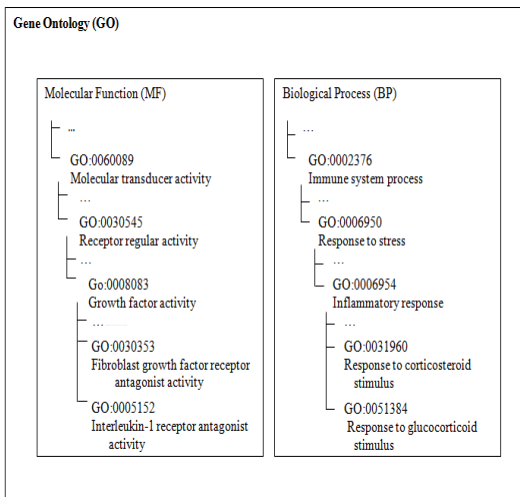 Gene Ontology (GO)
Molecular Function (MF)
...
GO:0060089
Molecular transducer activity
...
GO:0030545
Receptor regular activity
...
Go:0008083
Growth factor activity
...
GO:0030353
Fibroblast growth factor receptor
antagonist activity
GO:0005152
Interleukin-1 receptor antagonist
activity
Biological Process (BP)
...
GO:0002376
Immune system process
...
GO:0006950
Response to stress
...
GO:0006954
Inflammatory response
...
GO:0031960
Response to corticosteroid
stimulus
GO:0051384
Response to glucocorticoid
stimulus